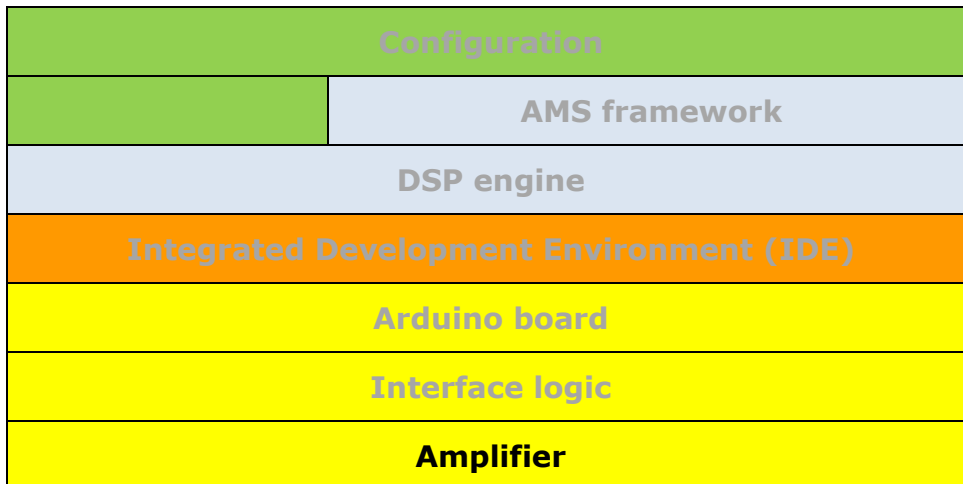 Configuration
AMS framework
DSP engine
Integrated Development Environment (IDE)
Arduino board
Interface logic
Amplifier